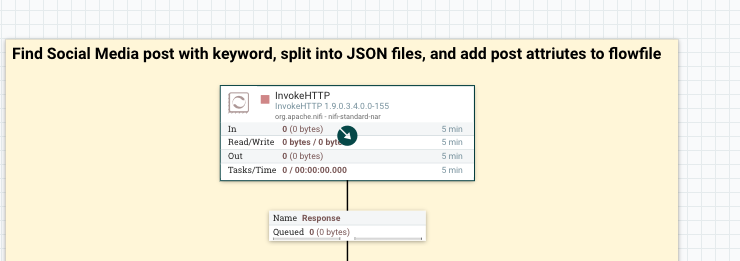 Find Social Media post with keyword, split into JSON files, and add post attriutes to flowfile
InvokeHTTP
InvokeHTTP 1.9.0.3.4.0.0-155
org.apache.nifi - nifi-standard-nar
In 0 (0 bytes) 5 min
Read/Write 0 bytes / 0 byte 5 min
Out 0 (0 bytes) 5 min
Tasks/Time 0 / 00:00:00.000 5 min
Name Response
Queued 0 (0 bytes)